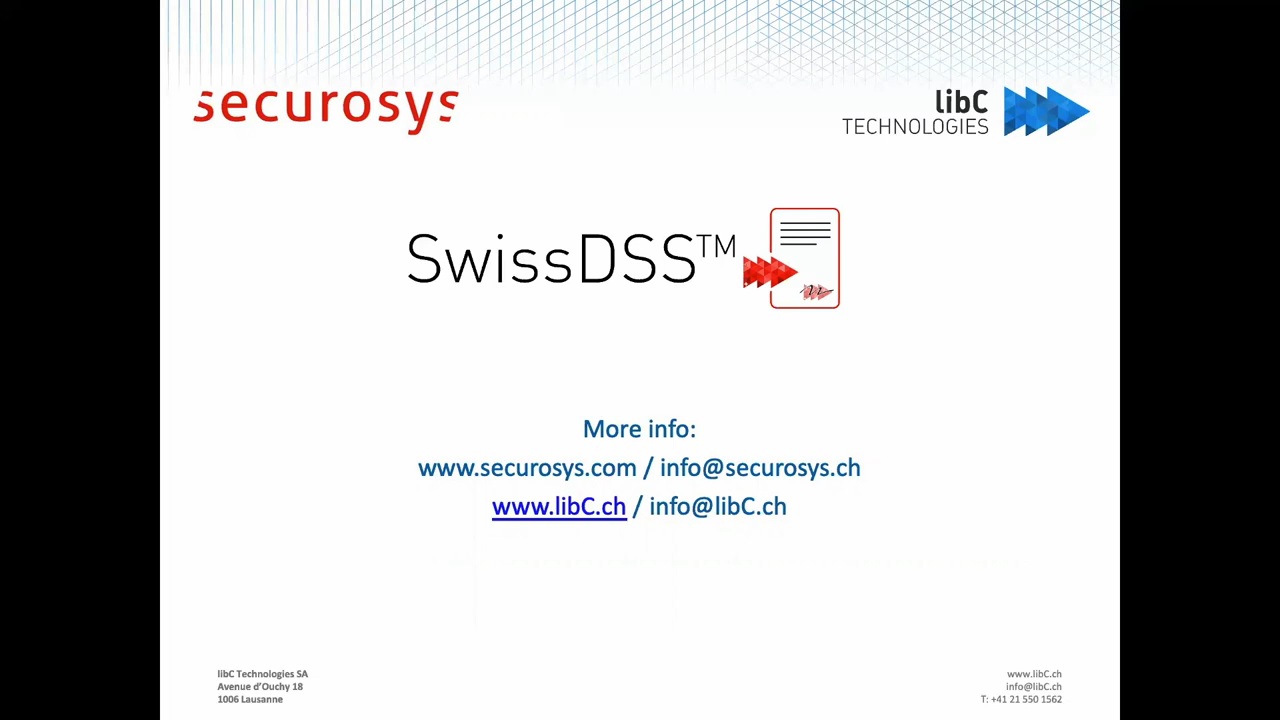 securosys
libC
TECHNOLOGIES
SwissDSS™
More info:
www.securosys.com / info@securosys.ch
www.libC.ch / info@libC.ch
libC Technologies SA
Avenue d'Ouchy 18
1006 Lausanne
www.libC.ch
info@libC.ch
T: +41 21 550 1562